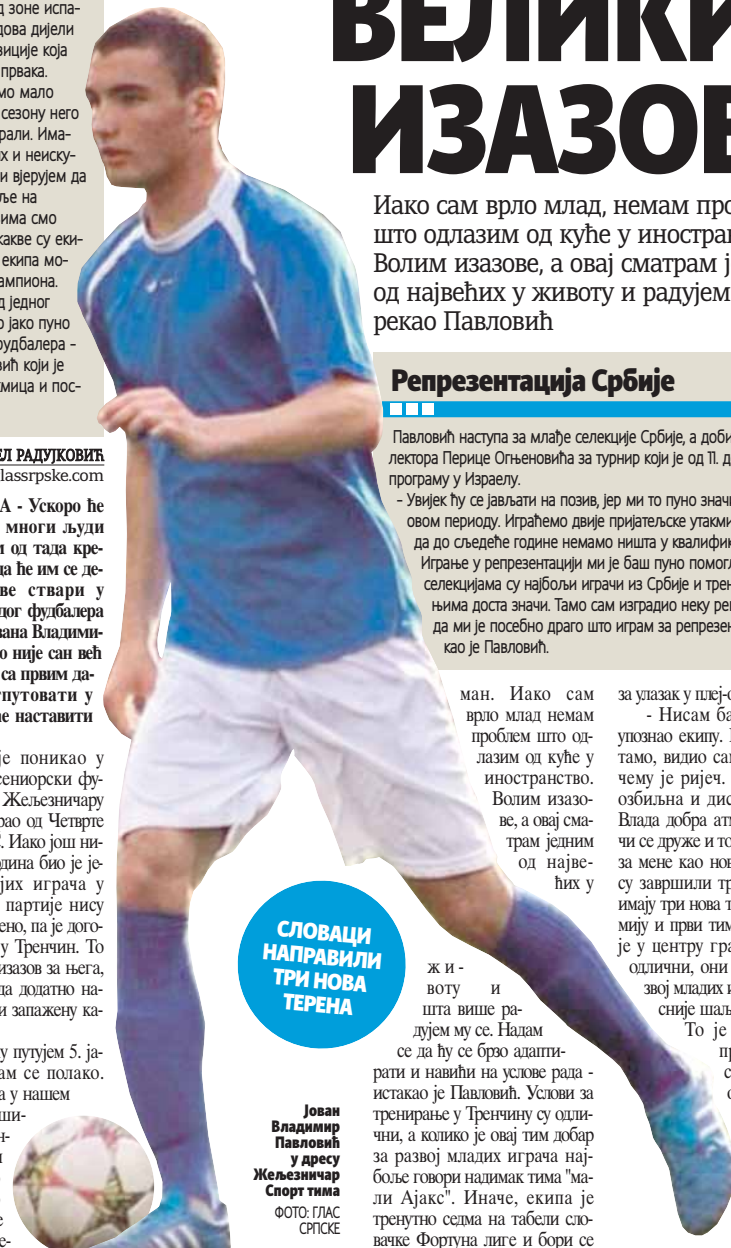 д зоне испа-
дова дијели
зиције која
првака.
мо мало
сезону него
рали. Има-
х и неиску-
и вјерујем да
ље на
вима смо
какве су еки-
екипа мо-
ампиона.
д једног
о јако пуно
фудбалера -
вић који је
мица и пос-
ЕЛ РАДУЈКОВИЋ
lassrpske.com
А - Ускоро ће
многи људи
и од тада кре-
да ће им се де-
ве ствари у
дог фудбалера
вана Владими-
о није сан већ
са првим да-
тпутовати у
ће наставити
је поникао у
сениорски фу-
Жељезничару
рао од Четврте
Иако још ни-
одина био је је-
јих играча у
партије нису
ено, па је дого-
у Тренчин. То
изазов за њега,
да додатно на-
и запажену ка-
у путујем 5. ја-
ам се полако.
а у нашем
ши-
н-
е-
ВЕЛИКИ
ИЗАЗОВ
Иако сам врло млад, немам про
што одлазим од куће у иностран
Волим изазове, а овај сматрам ј
од највећих у животу и радујем
рекао Павловић
Репрезентација Србије
Павловић наступа за млађе селекције Србије, а доби
лектора Перице Огњеновића за турнир који је од 11. д
програму у Израелу.
- Увијек ћу се јављати на позив, јер ми то пуно значи
овом периоду. Играћемо двије пријатељске утакми
да до сљедеће године немамо ништа у квалифик
Играње у репрезентацији ми је баш пуно помогл
селекцијама су најбољи играчи из Србије и трен
њима доста значи. Тамо сам изградио неку реп
да ми је посебно драго што играм за репрезен
као је Павловић.
ман. Иако сам
врло млад немам
проблем што од-
лазим од куће у
иностранство.
Волим изазо-
ве, а овај сма-
трам једним
од најве-
ћих у
жи-
воту и
шта више ра-
дујем му се. Надам
се да ћу се брзо адапти-
рати и навићи на услове рада -
истакао је Павловић. Услови за
тренирање у Тренчину су одли-
чни, а колико је овај тим добар
за развој младих играча нај-
боље говори надимак тима "ма-
ли Ајакс". Иначе, екипа је
тренутно седма на табели сло-
вачке Фортуна лиге и бори се
за улазак у плеј-о
- Нисам ба
упознао екипу.
тамо, видио сам
чему је ријеч.
озбиљна и дис
Влада добра атм
чи се друже и то
за мене као нов
су завршили тр
имају три нова т
мију и први тим
је у центру гра
одлични, они
звој младих и
сније шаљ
То је
пр
с
о
СЛОВАЦИ
НАПРАВИЛИ
ТРИ НОВА
ТЕРЕНА
Јован
Владимир
Павловић
у дресу
Жељезничар
Спорт тима
ФОТО: ГЛАС
СРПСКЕ